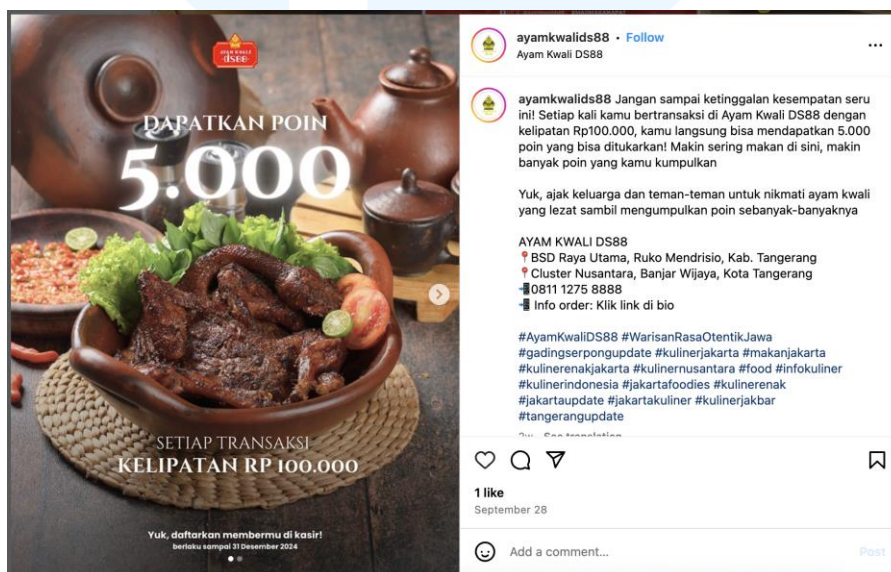 AYAM KWALI
DS88
DAPATKAN POIN
5.000
SETIAP TRANSAKSI
KELIPATAN RP 100.000
Yuk, daftarkan membermu di kasir!
berlaku sampai 31 Desember 2024
ayamkwalids88 • Follow
Ayam Kwali DS88
ayamkwalids88 Jangan sampai ketinggalan kesempatan seru
ini! Setiap kali kamu bertransaksi di Ayam Kwali DS88 dengan
kelipatan Rp100.000, kamu langsung bisa mendapatkan 5.000
poin yang bisa ditukarkan! Makin sering makan di sini, makin
banyak poin yang kamu kumpulkan
Yuk, ajak keluarga dan teman-teman untuk nikmati ayam kwali
yang lezat sambil mengumpulkan poin sebanyak-banyaknya
AYAM KWALI DS88
📍BSD Raya Utama, Ruko Mendrisio, Kab. Tangerang
📍Cluster Nusantara, Banjar Wijaya, Kota Tangerang
📲0811 1275 8888
📲 Info order: Klik link di bio
#AyamKwaliDS88 #WarisanRasaOtentikJawa
#gadingserpongupdate #kulinerjakarta #makanjakarta
#kulinerenakjakarta #kulinernusantara #food #infokuliner
#kulinerindonesia #jakartafoodies #kulinerenak
#jakartaupdate #jakartakuliner #kulinerjakbar
#tangerangupdate
See translation
1 like
September 28
Add a comment...
Post